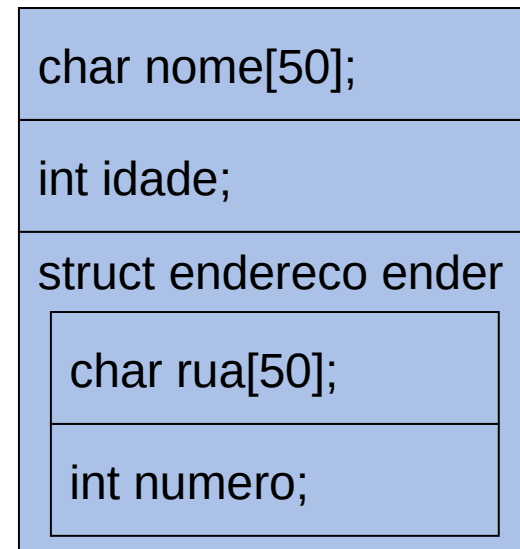 char nome[50];
int idade;
struct endereco ender
char rua[50];
int numero;